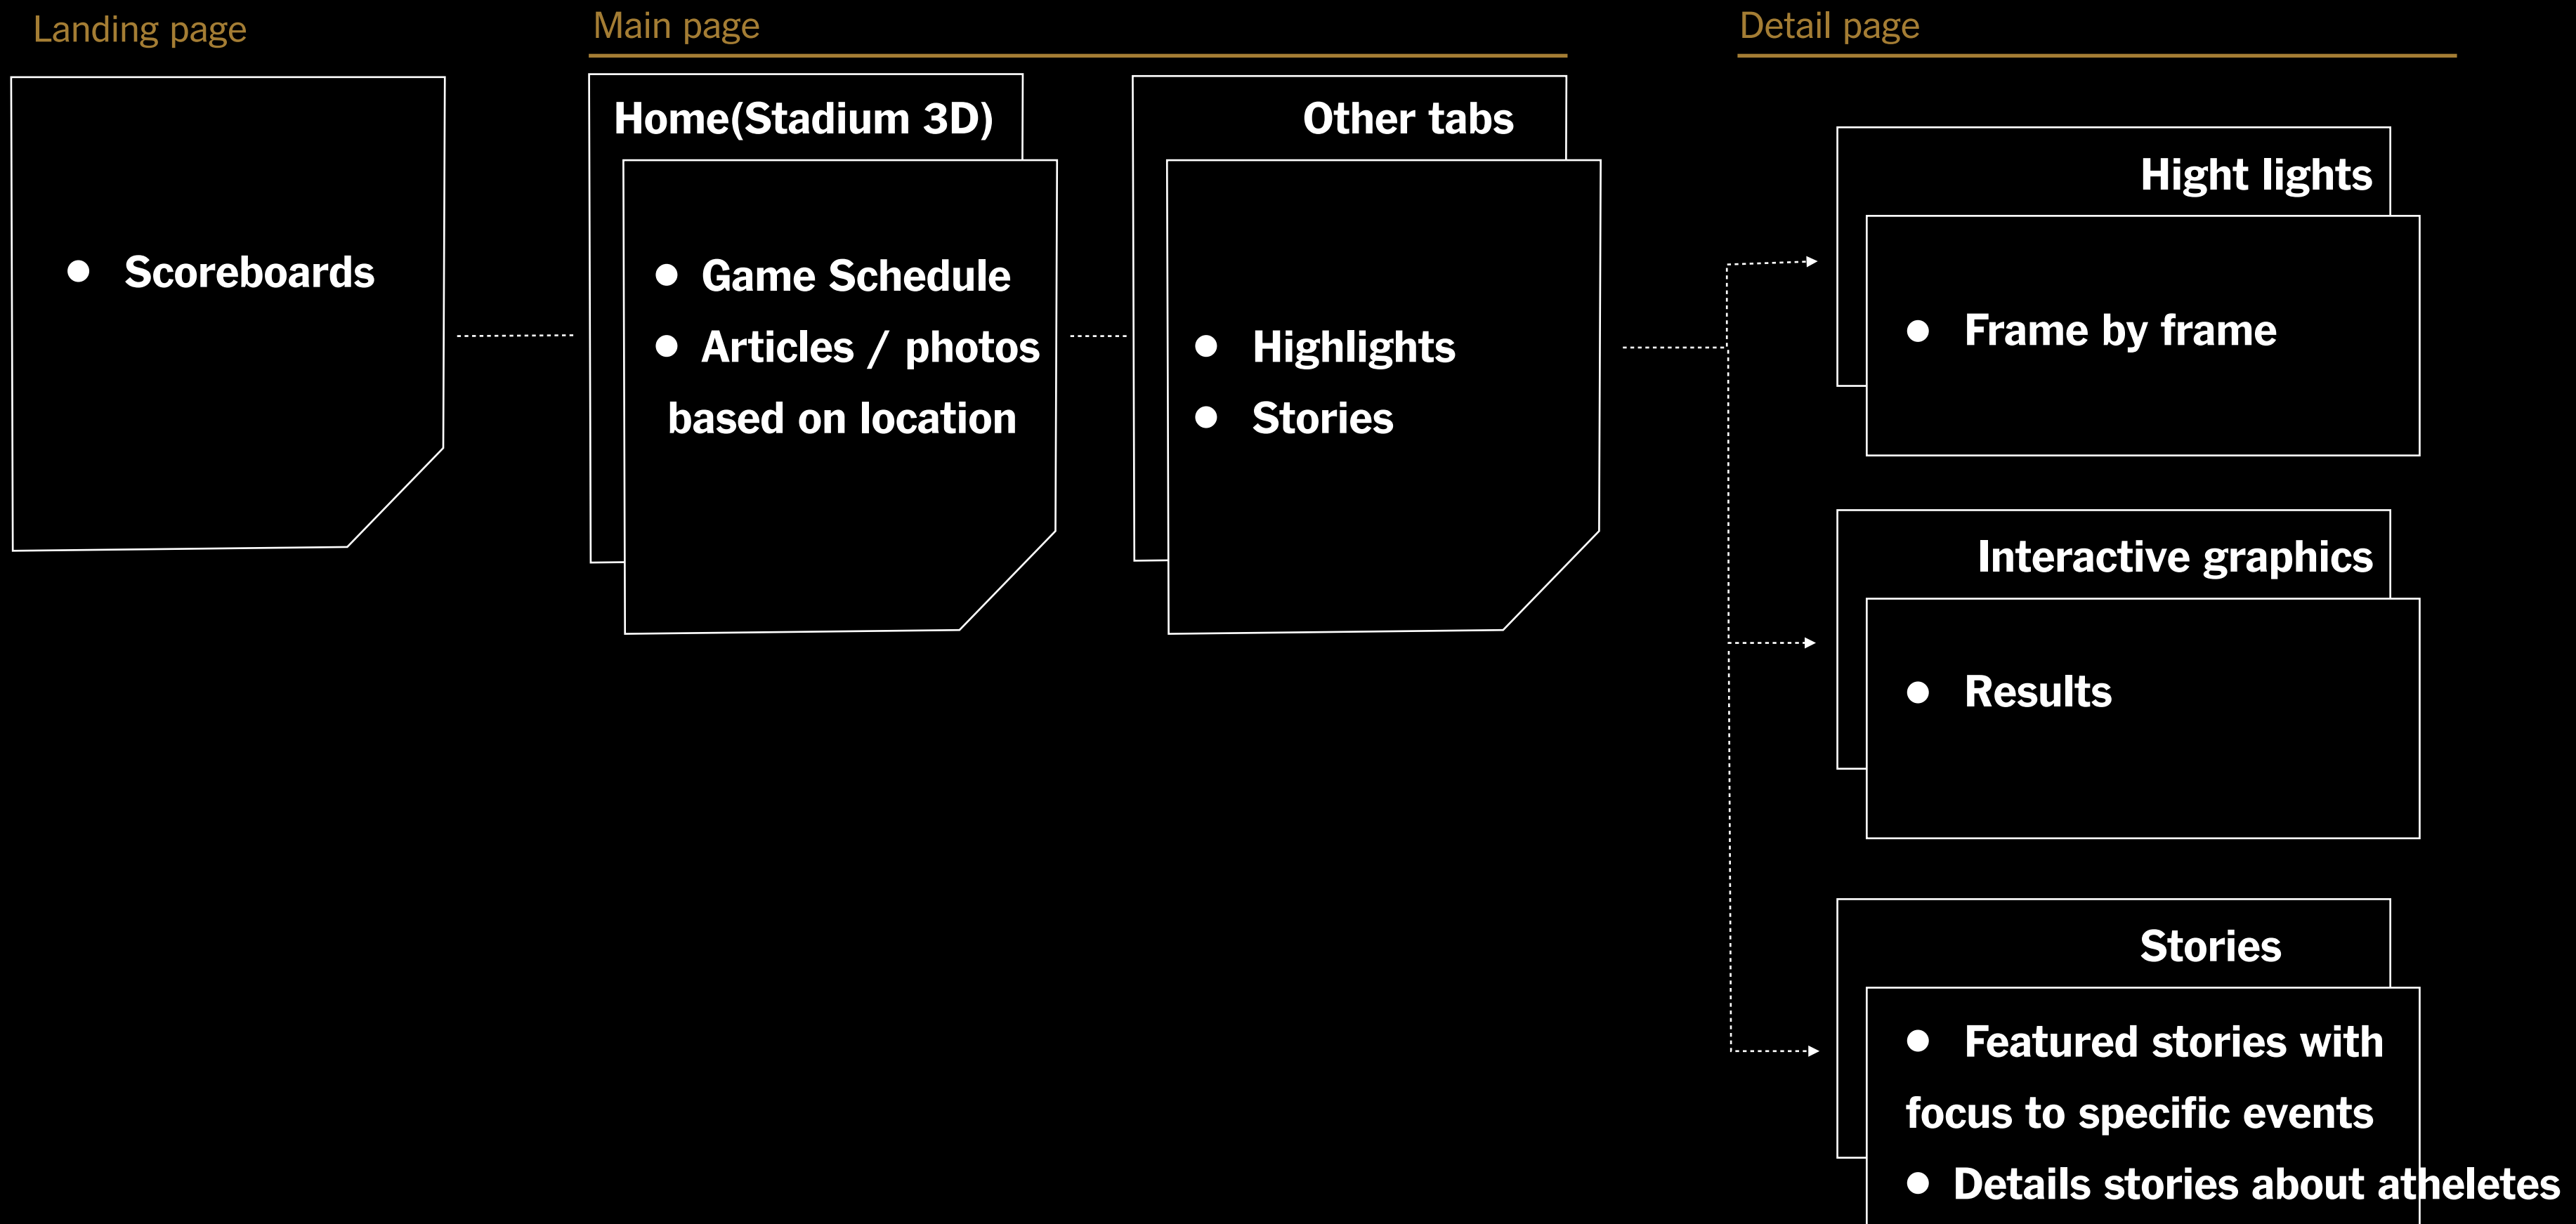 Landing page
Main page
Detail page
● Scoreboards
Home(Stadium 3D)
● Game Schedule
● Articles / photos
based on location
Other tabs
● Highlights
● Stories
Hight lights
● Frame by frame
Interactive graphics
● Results
Stories
● Featured stories with
focus to specific events
● Details stories about atheletes